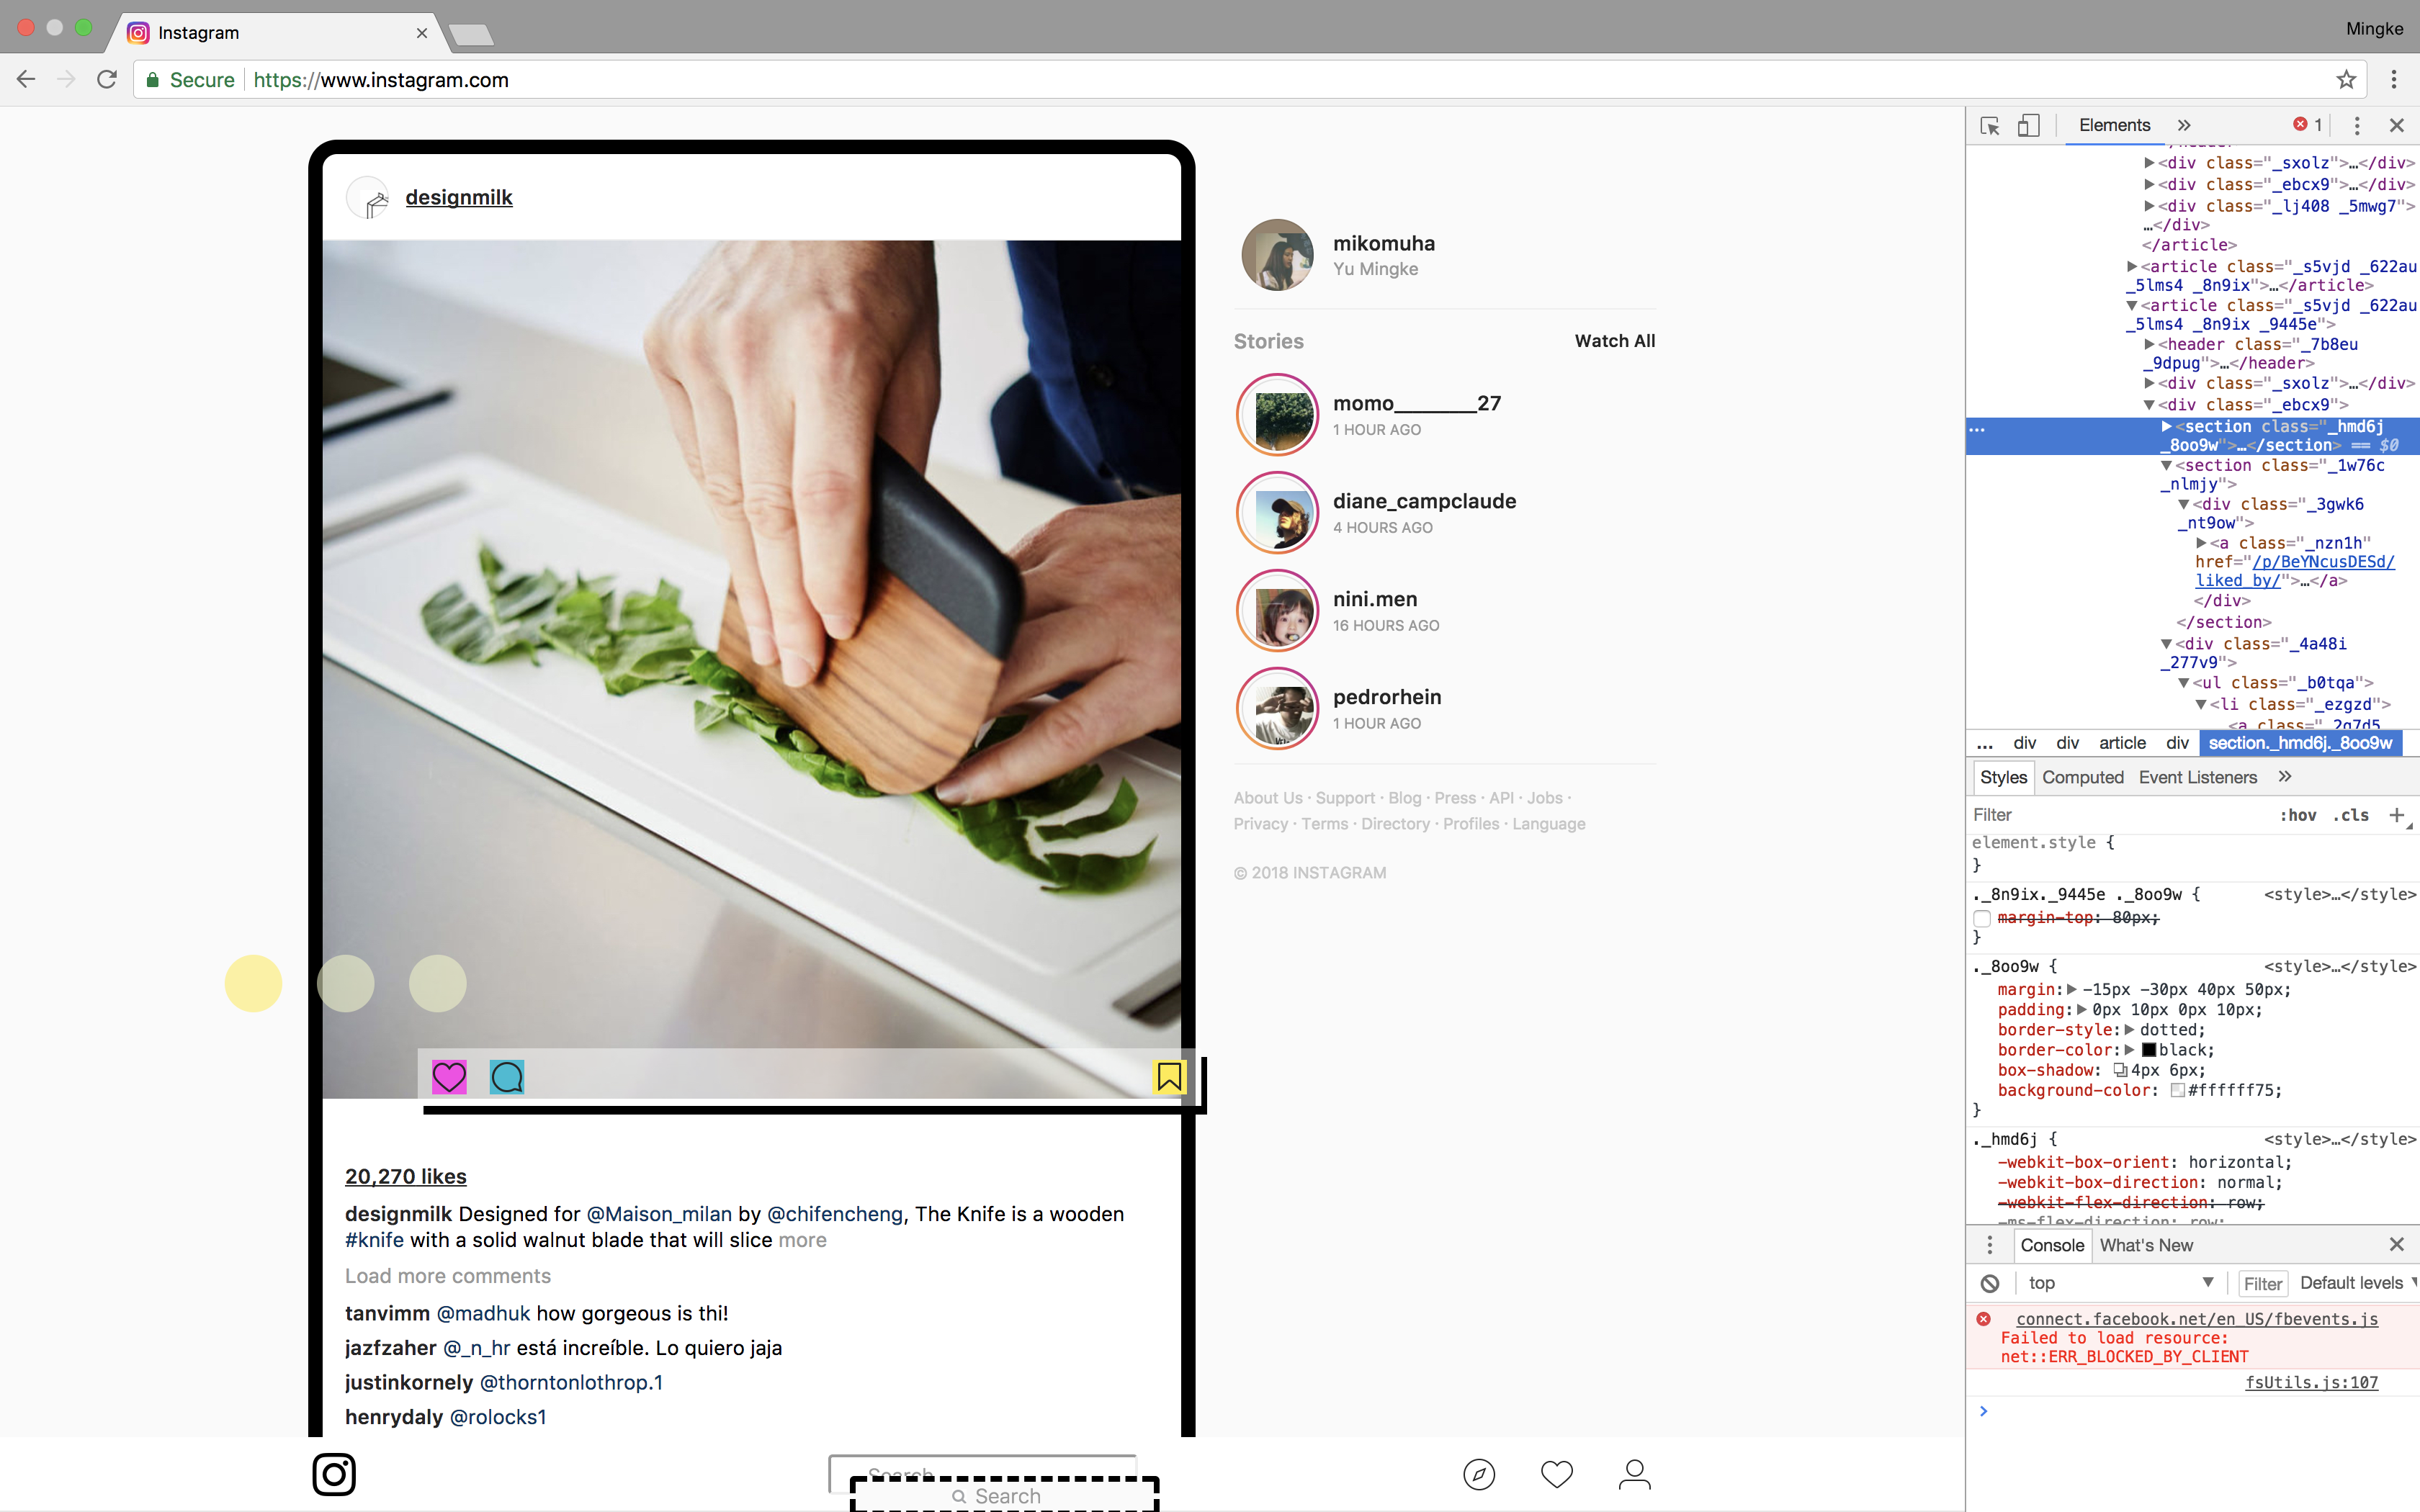 Instagram
Mingke
Secure
https://www.instagram.com
designmilk
20,270 likes
designmilk Designed for @Maison_milan by @chifencheng, The Knife is a wooden
#knife with a solid walnut blade that will slice more
Load more comments
tanvimm @madhuk how gorgeous is thi!
jazfzaher @_n_hr está increíble. Lo quiero jaja
justinkornely @thorntonlothrop.1
henrydaly @rolocks1
Search
Search
mikomuha
Yu Mingke
Stories
Watch All
momo________27
1 HOUR AGO
diane_campclaude
4 HOURS AGO
nini.men
16 HOURS AGO
pedrorhein
1 HOUR AGO
About Us · Support · Blog · Press · API · Jobs ·
Privacy · Terms · Directory · Profiles · Language
© 2018 INSTAGRAM
Elements
1
<div class="_sxolz">…</div>
<div class="_ebcx9">…</div>
<div class="_lj408 _5mwg7">
…</div>
</article>
<article class="_s5vjd _622au
_5lms4 _8n9ix">…</article>
<article class="_s5vjd _622au
_5lms4 _8n9ix _9445e">
<header class="_7b8eu
_9dpug">…</header>
<div class="_sxolz">…</div>
<div class="_ebcx9">
<section class="_hmd6j
_8oo9w">…</section> == $0
<section class="_1w76c
_nlmjy">
<div class="_3gwk6
_nt9ow">
<a class="_nzn1h"
href="/p/BeYNcusDESd/
liked_by/">…</a>
</div>
</section>
<div class="_4a48i
_277v9">
<ul class="_b0tqa">
<li class="_ezgzd">
… div div article div section._hmd6j._8oo9w
Styles Computed Event Listeners
Filter :hov .cls
element.style {
}
._8n9ix._9445e ._8oo9w { <style>…</style>
margin-top: 80px;
}
._8oo9w { <style>…</style>
margin: -15px -30px 40px 50px;
padding: 0px 10px 0px 10px;
border-style: dotted;
border-color: black;
box-shadow: 4px 6px;
background-color: #ffffff75;
}
._hmd6j { <style>…</style>
-webkit-box-orient: horizontal;
-webkit-box-direction: normal;
-webkit-flex-direction: row;
-ms-flex-direction: row;
Console What's New
top Filter Default levels
connect.facebook.net/en_US/fbevents.js
Failed to load resource:
net::ERR_BLOCKED_BY_CLIENT
fsUtils.js:107